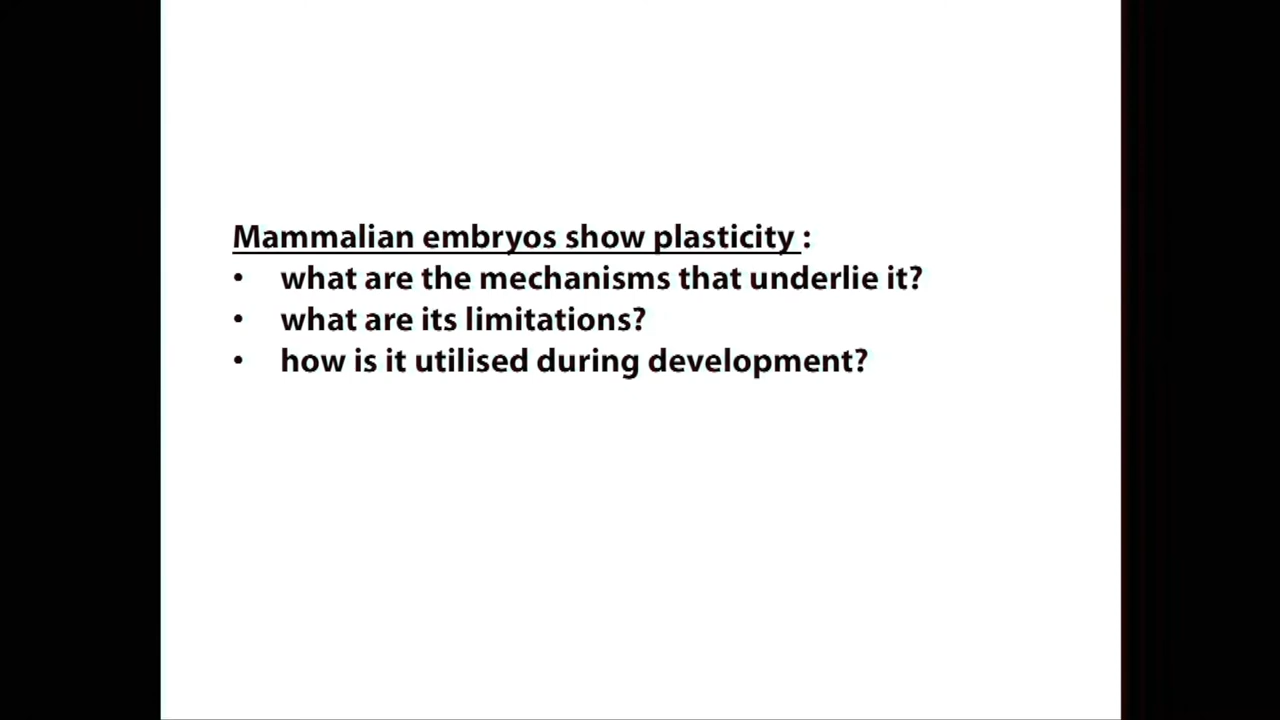 Mammalian embryos show plasticity :
• what are the mechanisms that underlie it?
• what are its limitations?
• how is it utilised during development?